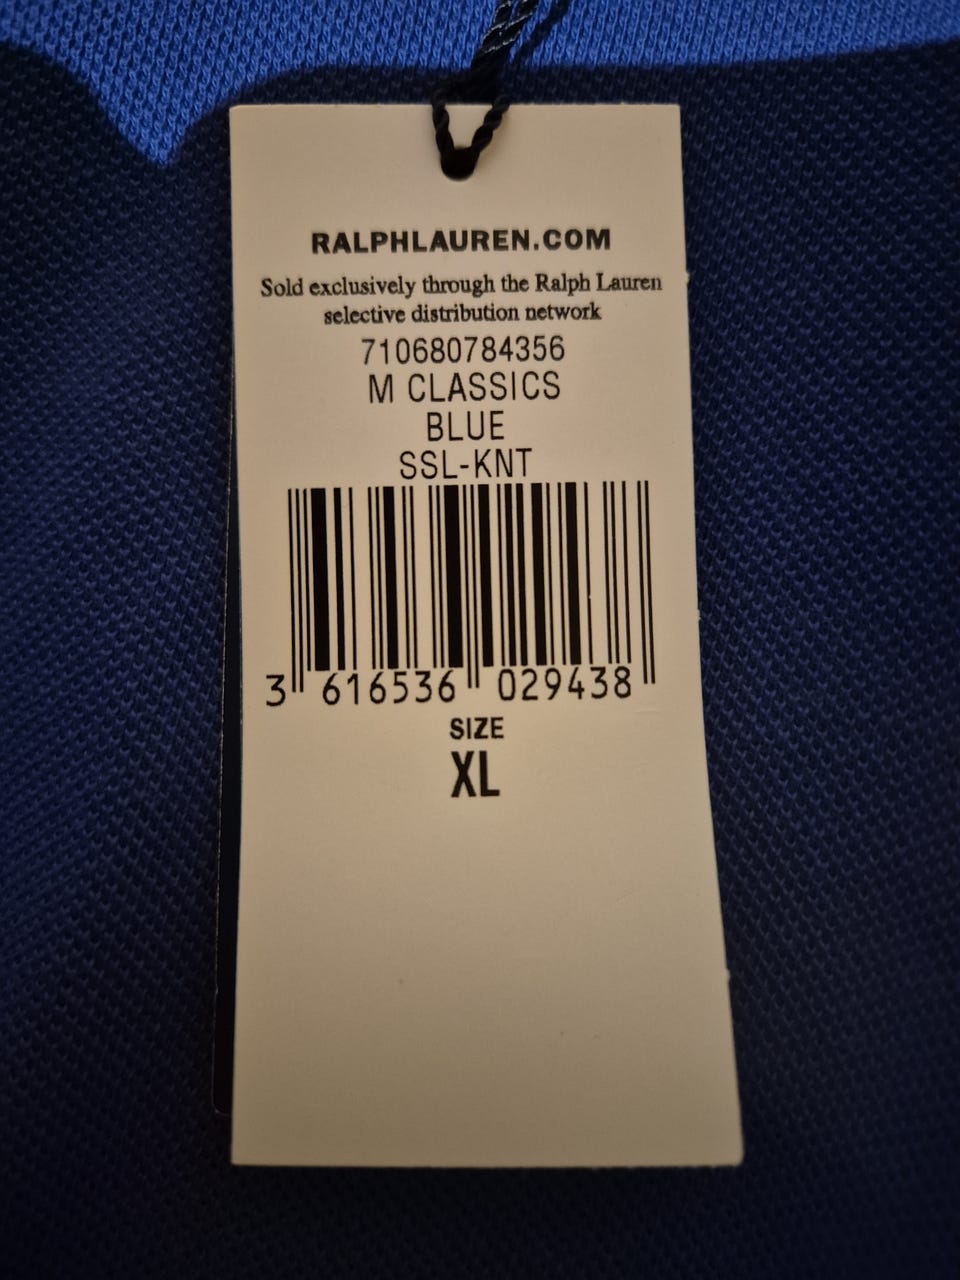 RALPHLAUREN.COM
Sold exclusively through the Ralph Lauren
selective distribution network
710680784356
M CLASSICS
BLUE
SSL-KNT
3 616536 029438
SIZE
XL